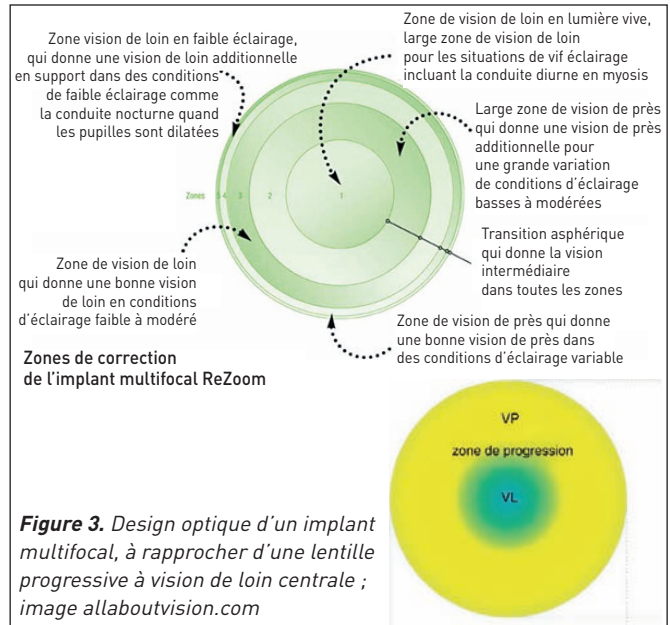 Zone vision de loin en faible éclairage,
qui donne une vision de loin additionnelle
en support dans des conditions
de faible éclairage comme
la conduite nocturne quand
les pupilles sont dilatées
Zone de vision de loin en lumière vive,
large zone de vision de loin
pour les situations de vif éclairage
incluant la conduite diurne en myosis
Large zone de vision de près
qui donne une vision de près
additionnelle pour
une grande variation
de conditions d'éclairage
basses à modérées
Zones 5 4 3 2 1
Transition asphérique
qui donne la vision
intermédiaire
dans toutes les zones
Zone de vision de loin
qui donne une bonne vision
de loin en conditions
d'éclairage faible à modéré
Zone de vision de près qui donne
une bonne vision de près dans
des conditions d'éclairage variable
Zones de correction
de l'implant multifocal ReZoom
VP
zone de progression
VL
Figure 3. Design optique d'un implant
multifocal, à rapprocher d'une lentille
progressive à vision de loin centrale ;
image allaboutvision.com